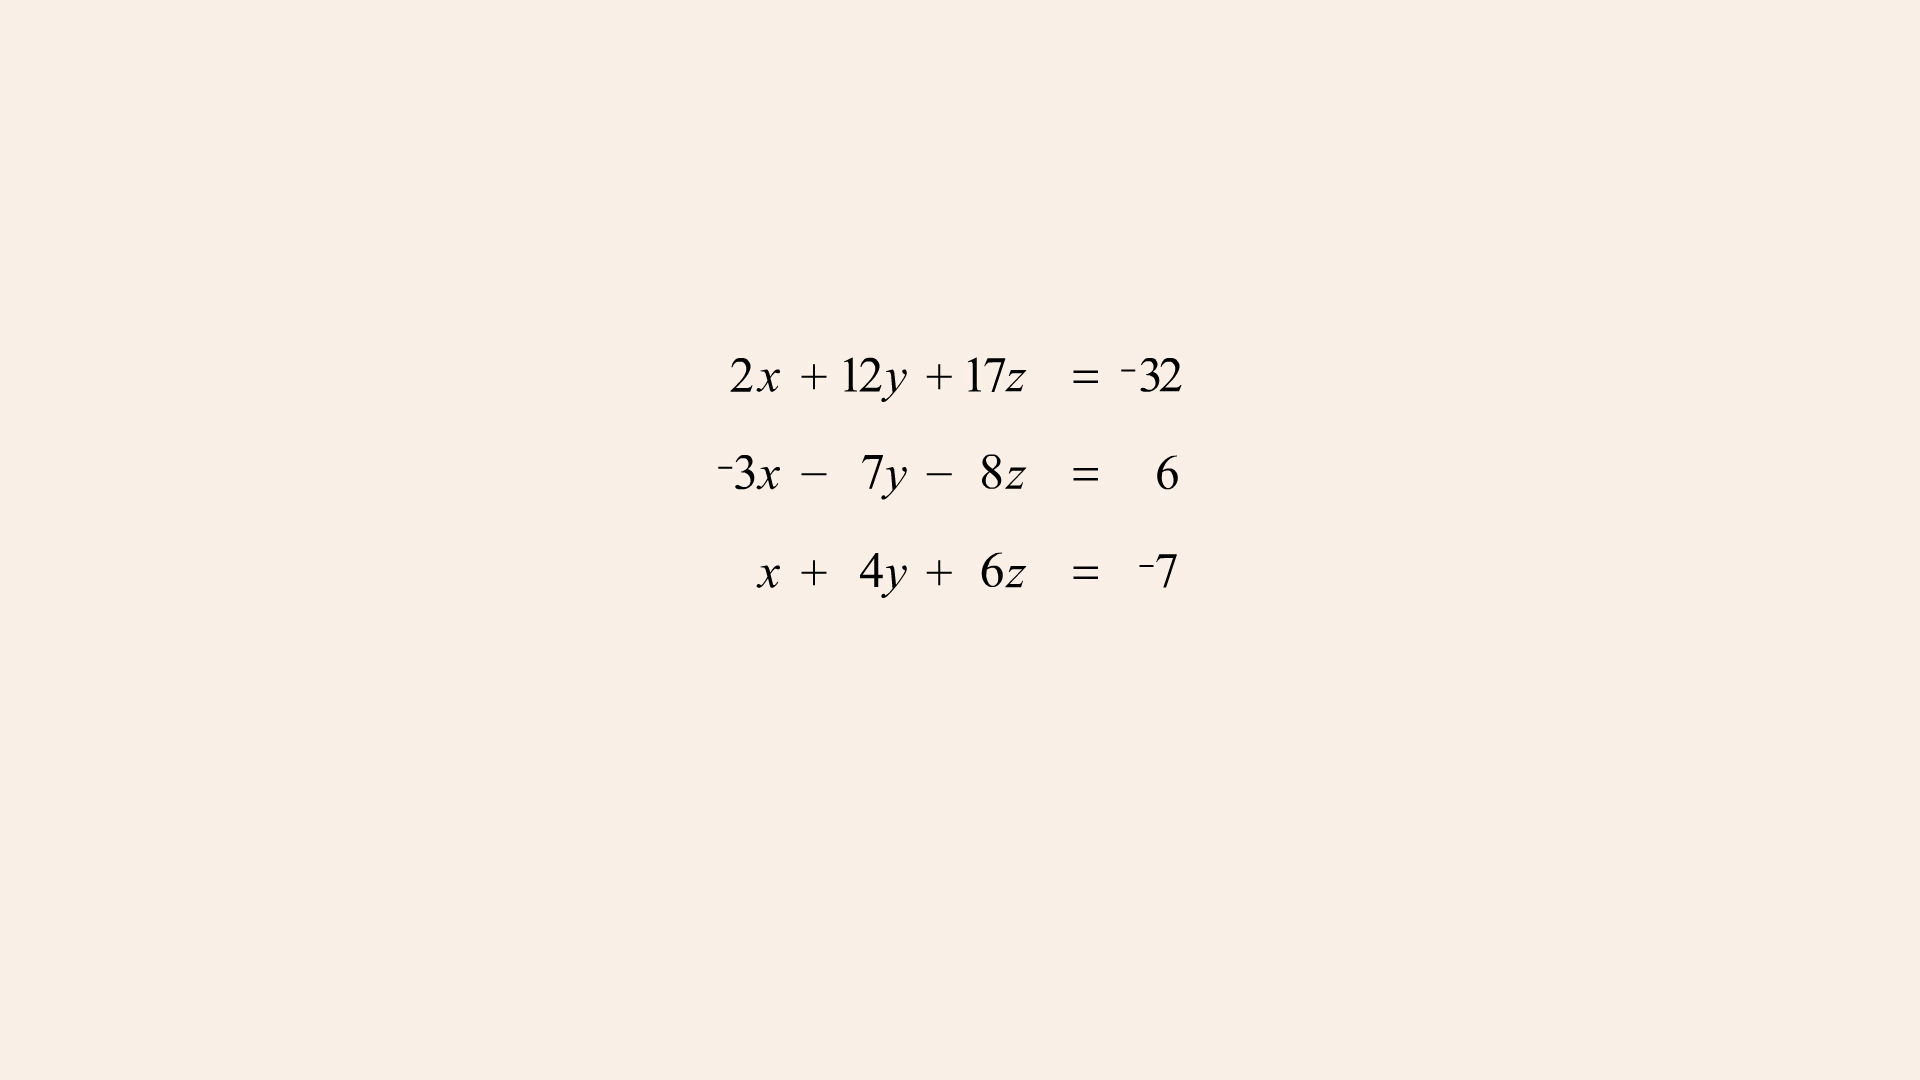 2x + 12y + 17z = ⁻32
⁻3x − 7y − 8z = 6
x + 4y + 6z = ⁻7